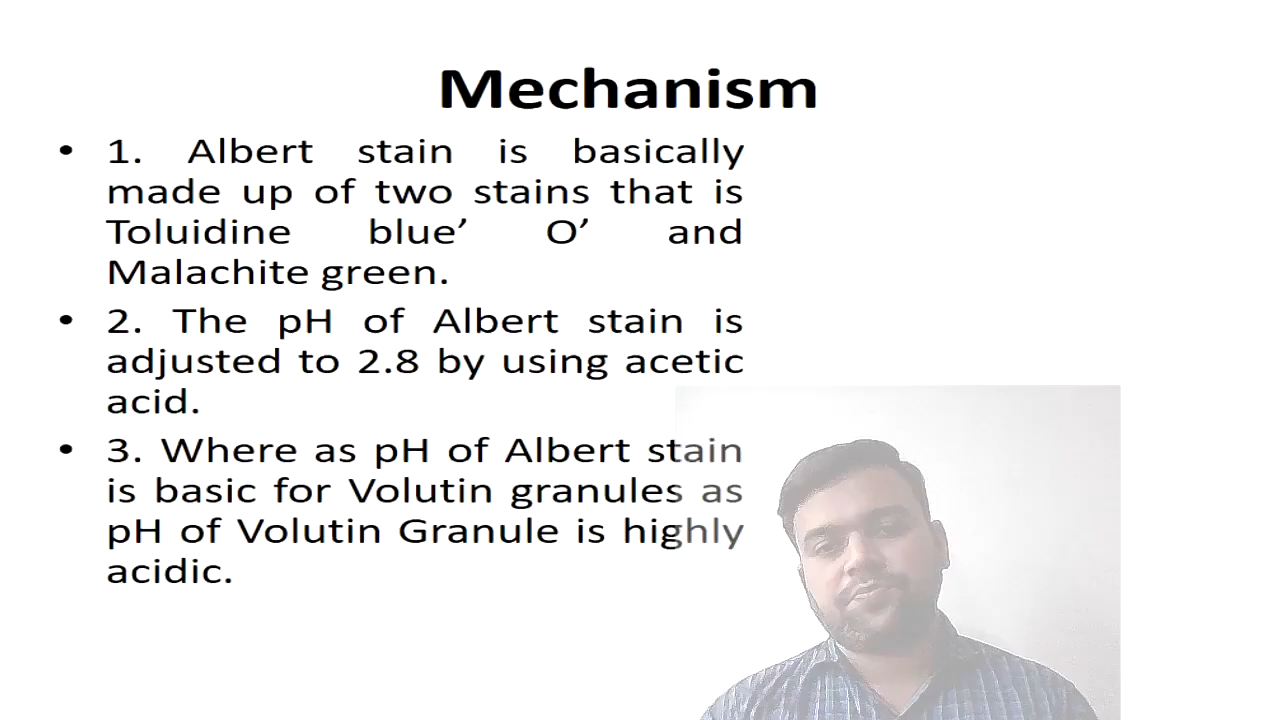 Mechanism
• 1. Albert stain is basically
made up of two stains that is
Toluidine blue’ O’ and
Malachite green.
• 2. The pH of Albert stain is
adjusted to 2.8 by using acetic
acid.
• 3. Where as pH of Albert stain
is basic for Volutin granules as
pH of Volutin Granule is highly
acidic.